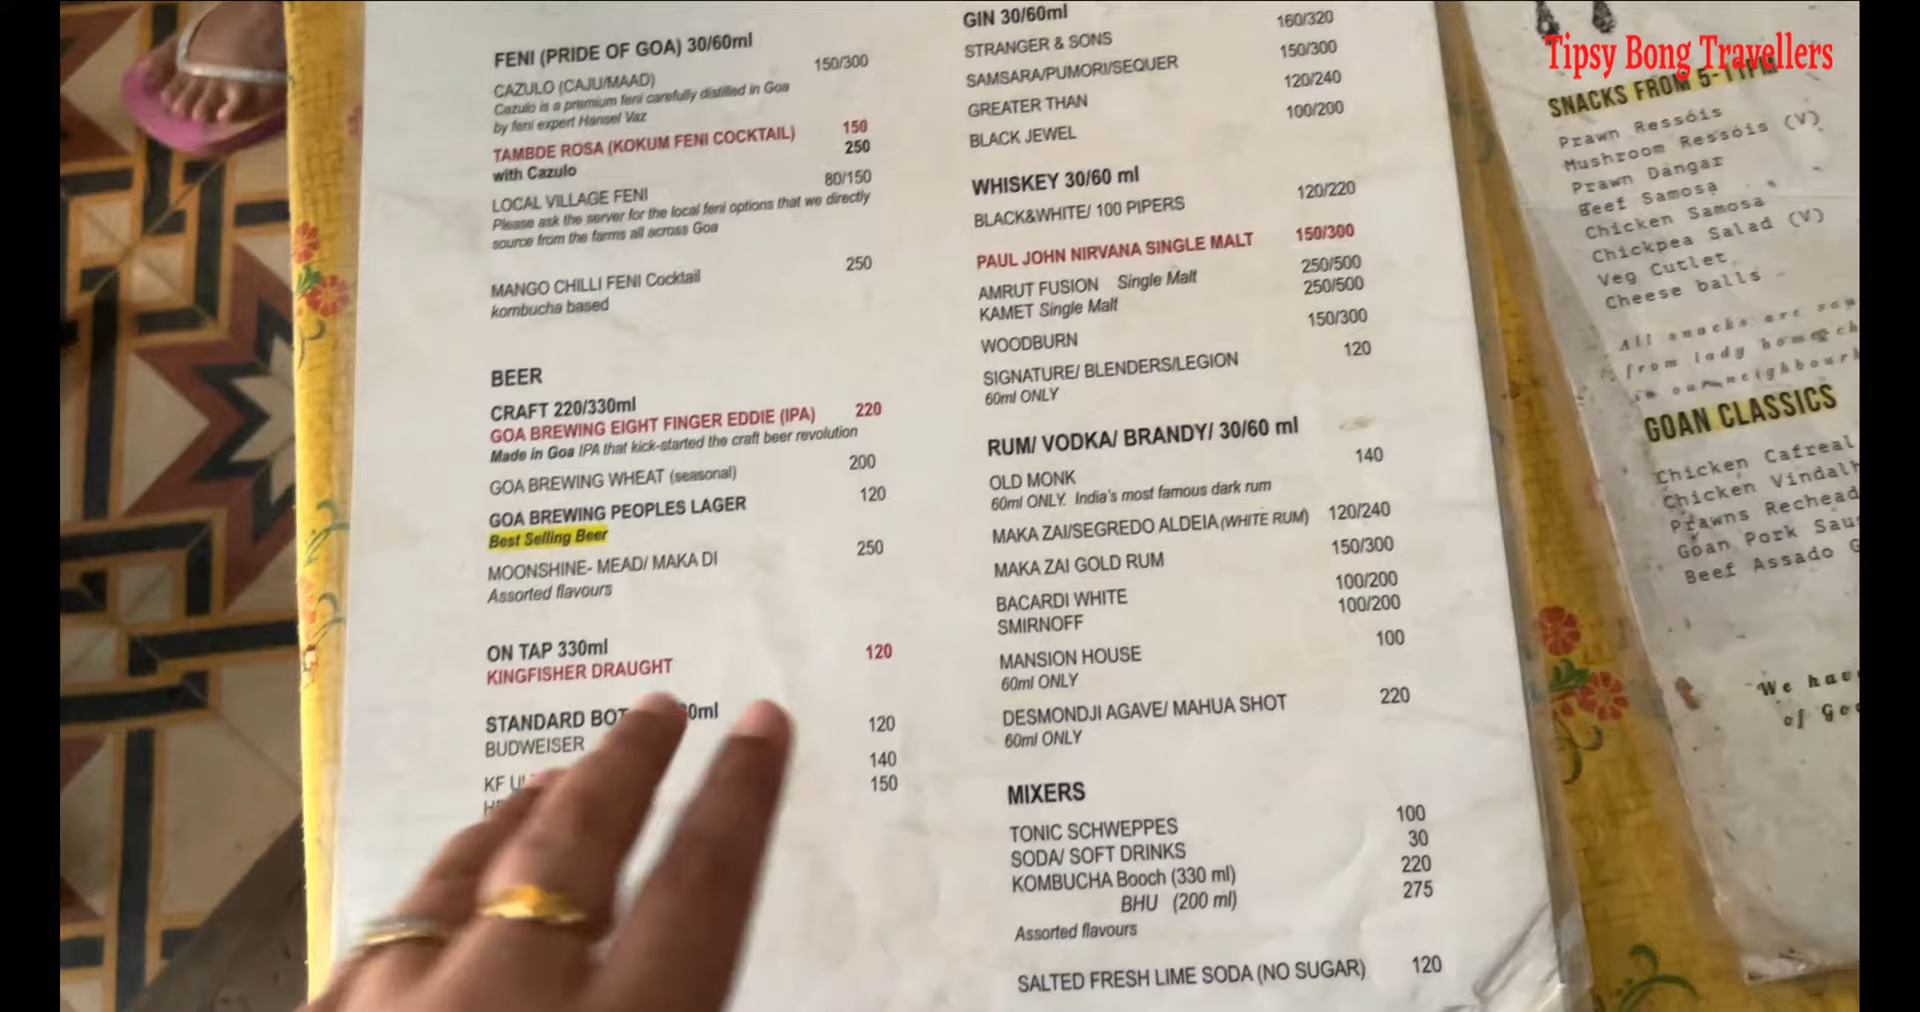 FENI (PRIDE OF GOA) 30/60ml
CAZULO (CAJU/MAAD) 150/300
Cazulo is a premium feni carefully distilled in Goa
by feni expert Hansel Vaz
TAMBDE ROSA (KOKUM FENI COCKTAIL) 150
with Cazulo 250
LOCAL VILLAGE FENI 80/150
Please ask the server for the local feni options that we directly
source from the farms all across Goa
MANGO CHILLI FENI Cocktail 250
kombucha based
BEER
CRAFT 220/330ml
GOA BREWING EIGHT FINGER EDDIE (IPA) 220
Made in Goa IPA that kick-started the craft beer revolution
GOA BREWING WHEAT (seasonal) 200
GOA BREWING PEOPLES LAGER 120
Best Selling Beer
MOONSHINE- MEAD/ MAKA DI 250
Assorted flavours
ON TAP 330ml
KINGFISHER DRAUGHT 120
STANDARD
BUDWEISER 120
KF 140
150
GIN 30/60ml
STRANGER & SONS 160/320
SAMSARA/PUMORI/SEQUER 150/300
GREATER THAN 120/240
BLACK JEWEL 100/200
WHISKEY 30/60 ml
BLACK&WHITE/ 100 PIPERS 120/220
PAUL JOHN NIRVANA SINGLE MALT 150/300
AMRUT FUSION Single Malt 250/500
KAMET Single Malt 250/500
WOODBURN 150/300
SIGNATURE/ BLENDERS/LEGION 120
60ml ONLY
RUM/ VODKA/ BRANDY/ 30/60 ml
OLD MONK 140
60ml ONLY. India's most famous dark rum
MAKA ZAI/SEGREDO ALDEIA (WHITE RUM) 120/240
MAKA ZAI GOLD RUM 150/300
BACARDI WHITE 100/200
SMIRNOFF 100/200
MANSION HOUSE 100
60ml ONLY
DESMONDJI AGAVE/ MAHUA SHOT 220
60ml ONLY
MIXERS
TONIC SCHWEPPES 100
SODA/ SOFT DRINKS 30
KOMBUCHA Booch (330 ml) 220
BHU (200 ml) 275
Assorted flavours
SALTED FRESH LIME SODA (NO SUGAR) 120
Tipsy Bong Travellers
SNACKS FROM 5-11PM
Prawn Ressóis
Mushroom Ressóis (V)
Prawn Dangar
Beef Samosa
Chicken Samosa
Chickpea Salad (V)
Veg Cutlet
Cheese balls
All snacks are
from lady
in our
GOAN CLASSICS
Chicken Cafreal
Chicken
Prawns
Goan Pork
Beef Assado
We
of